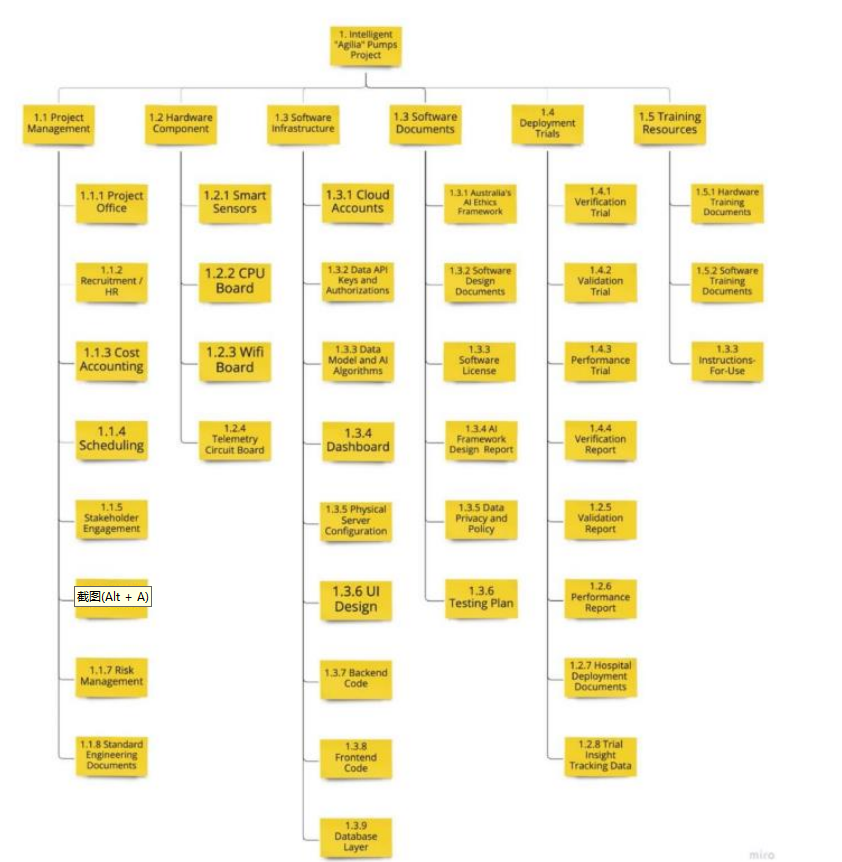 1. Intelligent
"Agilia" Pumps
Project
1.1 Project
Management
1.2 Hardware
Component
1.3 Software
Infrastructure
1.3 Software
Documents
1.4
Deployment
Trials
1.5 Training
Resources
1.1.1 Project
Office
1.2.1 Smart
Sensors
1.3.1 Cloud
Accounts
1.3.1 Australia's
AI Ethics
Framework
1.4.1
Verification
Trial
1.5.1 Hardware
Training
Documents
1.1.2
Recruitment /
HR
1.2.2 CPU
Board
1.3.2 Data API
Keys and
Authorizations
1.3.2 Software
Design
Documents
1.4.2
Validation
Trial
1.5.2 Software
Training
Documents
1.1.3 Cost
Accounting
1.2.3 Wifi
Board
1.3.3 Data
Model and AI
Algorithms
1.3.3
Software
License
1.4.3
Performance
Trial
1.3.3
Instructions-
For-Use
1.1.4
Scheduling
1.2.4
Telemetry
Circuit Board
1.3.4
Dashboard
1.3.4 AI
Framework
Design Report
1.4.4
Verification
Report
1.1.5
Stakeholder
Engagement
1.3.5 Physical
Server
Configuration
1.3.5 Data
Privacy and
Policy
1.2.5
Validation
Report
截图(Alt + A)
1.3.6 UI
Design
1.3.6
Testing Plan
1.2.6
Performance
Report
1.1.7 Risk
Management
1.3.7 Backend
Code
1.2.7 Hospital
Deployment
Documents
1.1.8 Standard
Engineering
Documents
1.3.8
Frontend
Code
1.2.8 Trial
Insight
Tracking Data
1.3.9
Database
Layer
miro